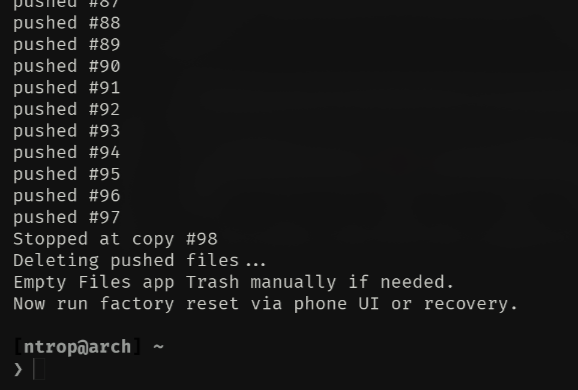 pushed #87
pushed #88
pushed #89
pushed #90
pushed #91
pushed #92
pushed #93
pushed #94
pushed #95
pushed #96
pushed #97
Stopped at copy #98
Deleting pushed files...
Empty Files app Trash manually if needed.
Now run factory reset via phone UI or recovery.
[ntrop@arch] ~
❯